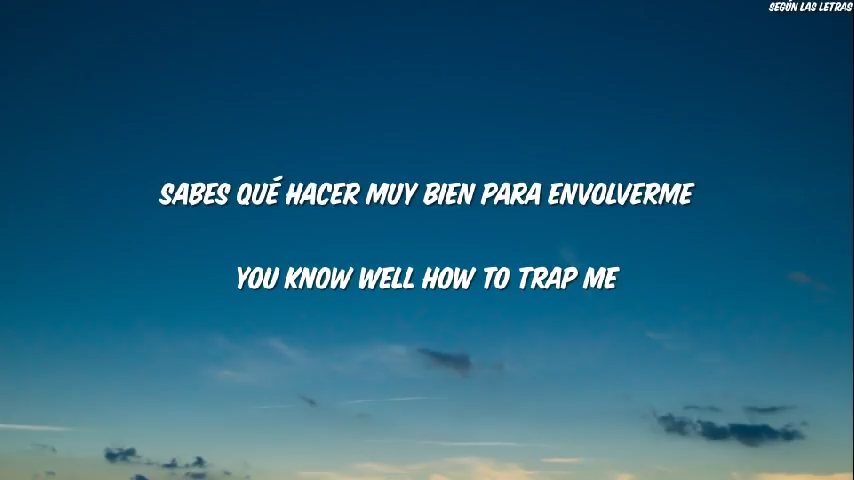 SEGÚN LAS LETRAS
SABES QUÉ HACER MUY BIEN PARA ENVOLVERME
YOU KNOW WELL HOW TO TRAP ME